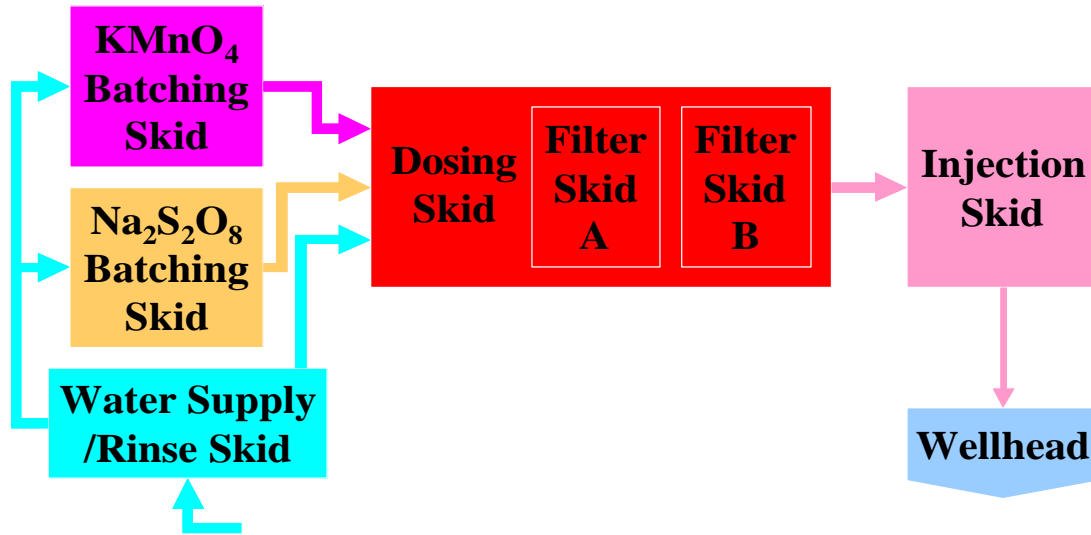 KMnO₄
Batching
Skid
Na₂S₂O₈
Batching
Skid
Water Supply
/Rinse Skid
Dosing
Skid
Filter
Skid
A
Filter
Skid
B
Injection
Skid
Wellhead